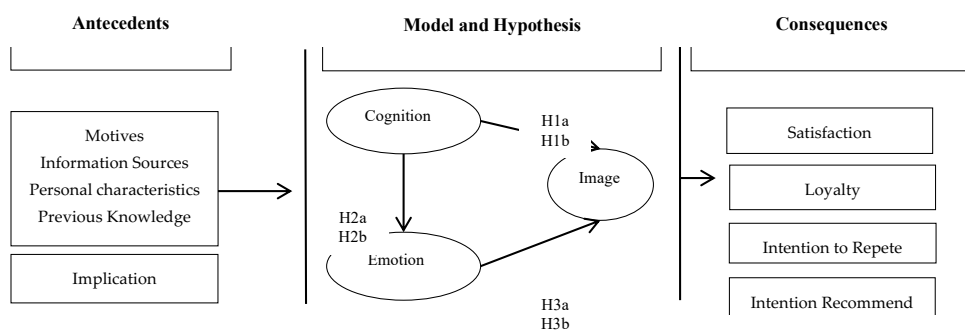 Antecedents
Model and Hypothesis
Consequences
Motives
Information Sources
Personal characteristics
Previous Knowledge
Implication
Cognition
H1a
H1b
Image
H2a
H2b
Emotion
H3a
H3b
Satisfaction
Loyalty
Intention to Repete
Intention Recommend